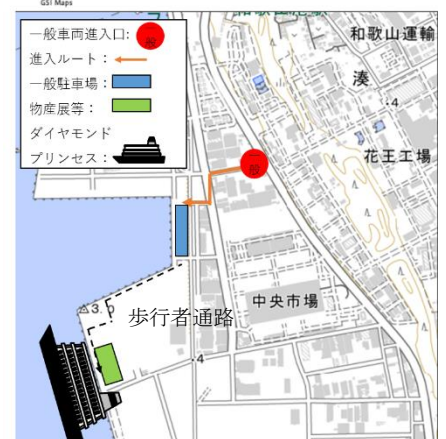 GSI Maps
一般車両進入口：般
進入ルート：
一般駐車場：
物産展等：
ダイヤモンド
プリンセス：
和歌山運輸
湊
・4
花王工場
一般
中央市場
△3.0
歩行者通路
・4